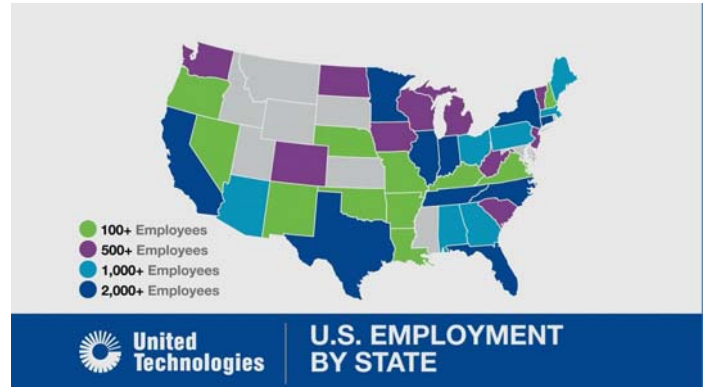 100+ Employees
500+ Employees
1,000+ Employees
2,000+ Employees
United
Technologies
U.S. EMPLOYMENT
BY STATE